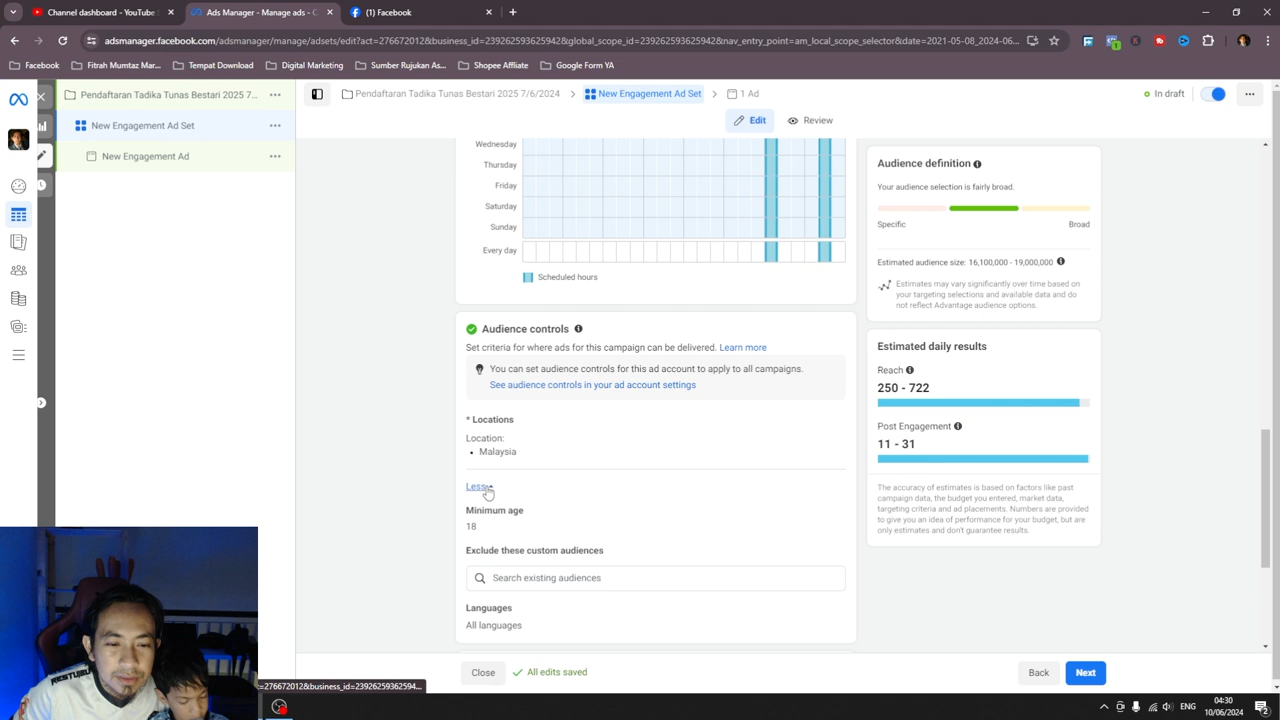 Channel dashboard - YouTube St
Ads Manager - Manage ads - C
(1) Facebook
adsmanager.facebook.com/adsmanager/manage/assets/edit?act=276672012&business_id=239262593625942&global_scope_id=239262593625942&nav_entry_point=am_local_scope_selector&date=2021-05-08_2024-06...
Facebook
Fitrah Mumtaz Mar...
Tempat Download
Digital Marketing
Sumber Rujukan As...
Shopee Affliate
Google Form YA
Pendaftaran Tadika Tunas Bestari 2025 7/...
New Engagement Ad Set
New Engagement Ad
Pendaftaran Tadika Tunas Bestari 2025 7/6/2024
New Engagement Ad Set
1 Ad
In draft
Edit
Review
Wednesday
Thursday
Friday
Saturday
Sunday
Every day
Scheduled hours
Audience controls
Set criteria for where ads for this campaign can be delivered. Learn more
You can set audience controls for this ad account to apply to all campaigns.
See audience controls in your ad account settings
* Locations
Location:
• Malaysia
Less
Minimum age
18
Exclude these custom audiences
Search existing audiences
Languages
All languages
Audience definition
Your audience selection is fairly broad.
Specific
Broad
Estimated audience size: 16,100,000 - 19,000,000
Estimates may vary significantly over time based on
your targeting selections and available data and do
not reflect Advantage audience options.
Estimated daily results
Reach
250 - 722
Post Engagement
11 - 31
The accuracy of estimates is based on factors like past
campaign data, the budget you entered, market data,
targeting criteria and ad placements. Numbers are provided
to give you an idea of performance for your budget, but are
only estimates and don't guarantee results.
Close
All edits saved
Back
Next
=276672012&business_id=23926259362594...
ENG
04:30
10/06/2024
2